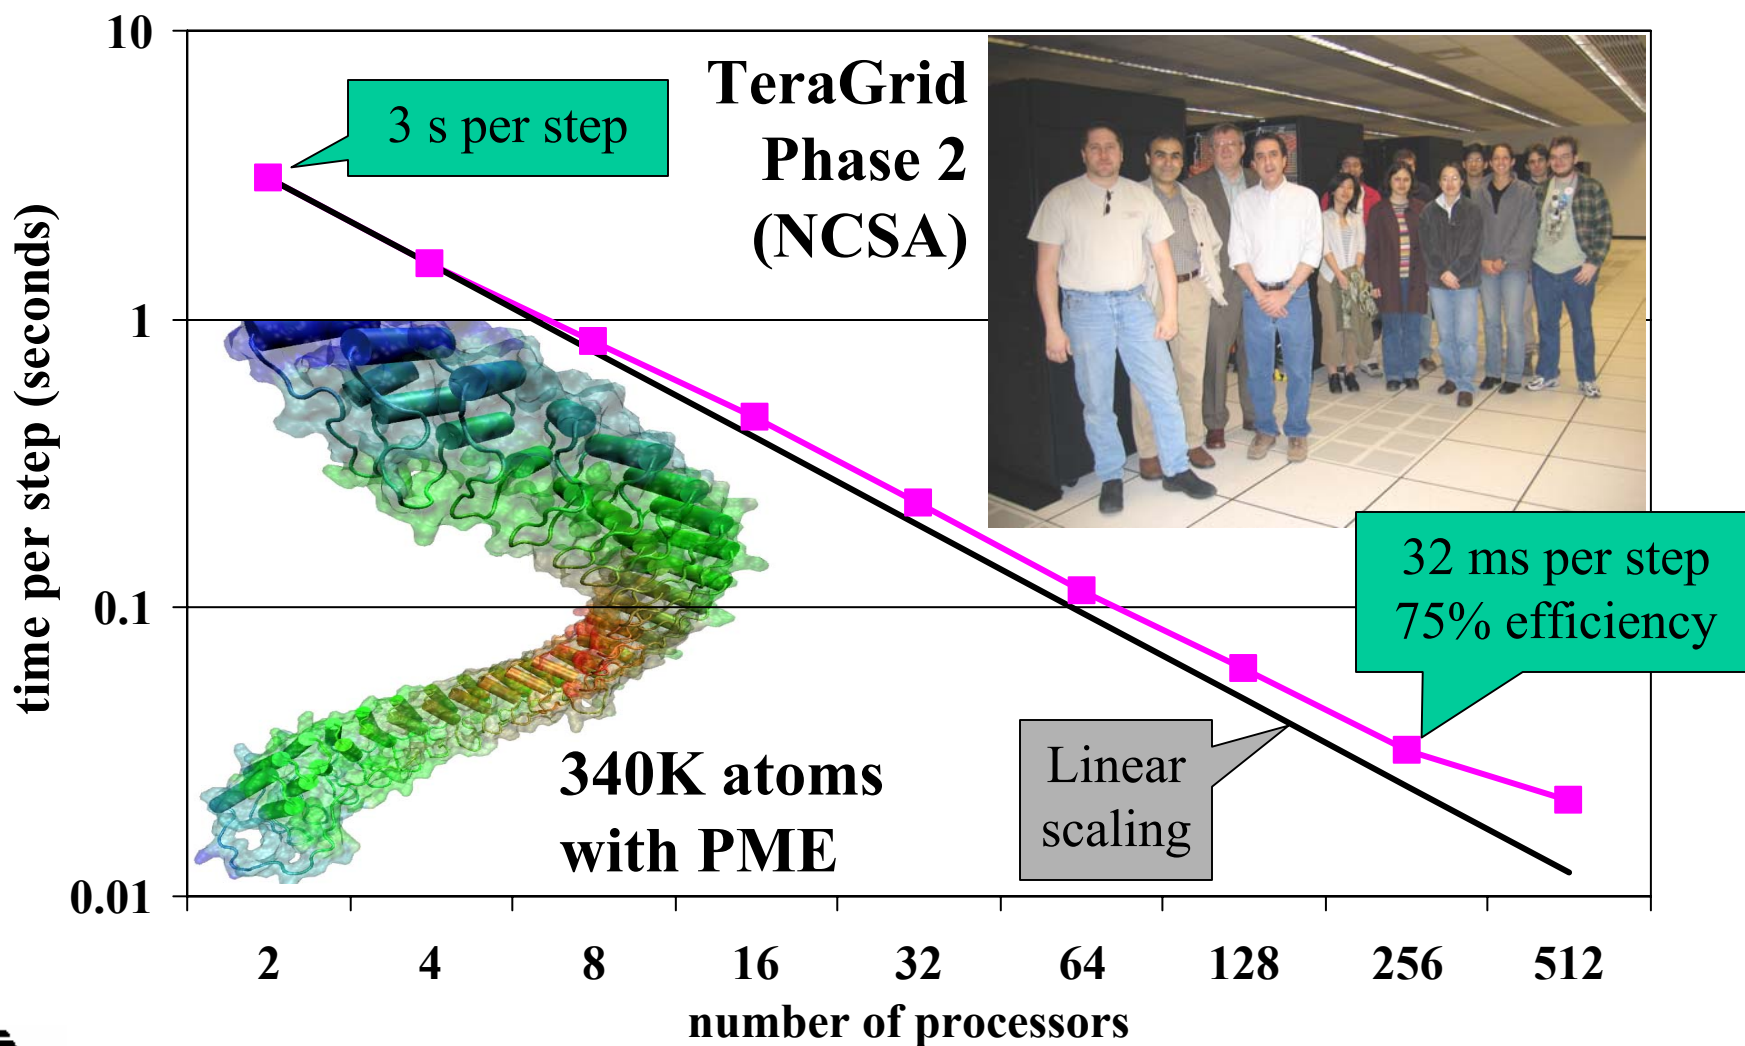 10
1
0.1
0.01
time per step (seconds)
3 s per step
TeraGrid
Phase 2
(NCSA)
32 ms per step
75% efficiency
Linear
scaling
340K atoms
with PME
2 4 8 16 32 64 128 256 512
number of processors